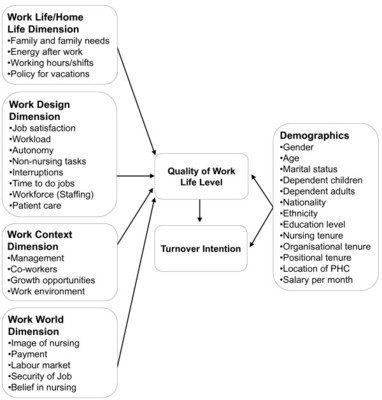 Work Life/Home
Life Dimension
•Family and family needs
•Energy after work
•Working hours/shifts
•Policy for vacations
Work Design
Dimension
•Job satisfaction
•Workload
•Autonomy
•Non-nursing tasks
•Interruptions
•Time to do jobs
•Workforce (Staffing)
•Patient care
Work Context
Dimension
•Management
•Co-workers
•Growth opportunities
•Work environment
Work World
Dimension
•Image of nursing
•Payment
•Labour market
•Security of Job
•Belief in nursing
Quality of Work
Life Level
Turnover Intention
Demographics
•Gender
•Age
•Marital status
•Dependent children
•Dependent adults
•Nationality
•Ethnicity
•Education level
•Nursing tenure
•Organisational tenure
•Positional tenure
•Location of PHC
•Salary per month